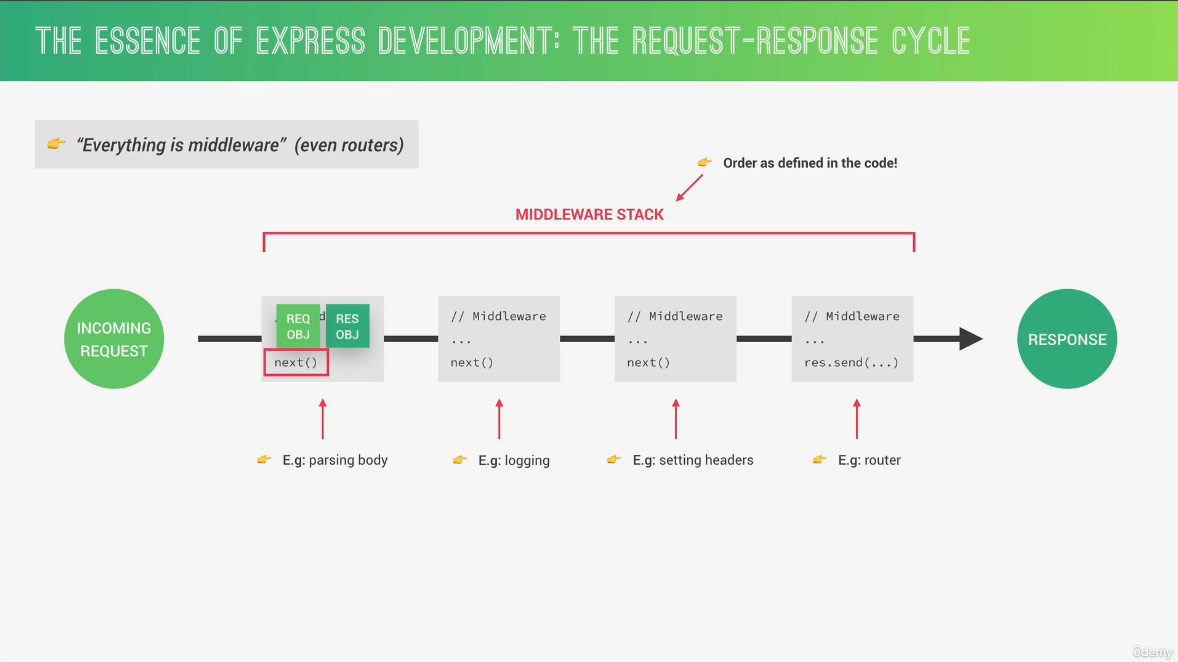 THE ESSENCE OF EXPRESS DEVELOPMENT: THE REQUEST-RESPONSE CYCLE
“Everything is middleware” (even routers)
Order as defined in the code!
MIDDLEWARE STACK
INCOMING
REQUEST
REQ
OBJ
RES
OBJ
next()
// Middleware
...
next()
// Middleware
...
next()
// Middleware
...
res.send(...)
RESPONSE
E.g: parsing body
E.g: logging
E.g: setting headers
E.g: router
ûdemy